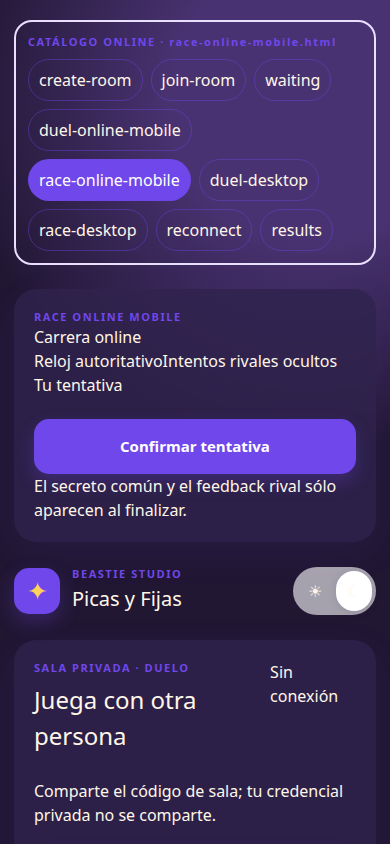 CATÁLOGO ONLINE · race-online-mobile.html
create-room join-room waiting
duel-online-mobile
race-online-mobile duel-desktop
race-desktop reconnect results
RACE ONLINE MOBILE
Carrera online
Reloj autoritativoIntentos rivales ocultos
Tu tentativa
Confirmar tentativa
El secreto común y el feedback rival sólo
aparecen al finalizar.
BEASTIE STUDIO
Picas y Fijas
SALA PRIVADA · DUELO
Juega con otra
persona
Sin
conexión
Comparte el código de sala; tu credencial
privada no se comparte.